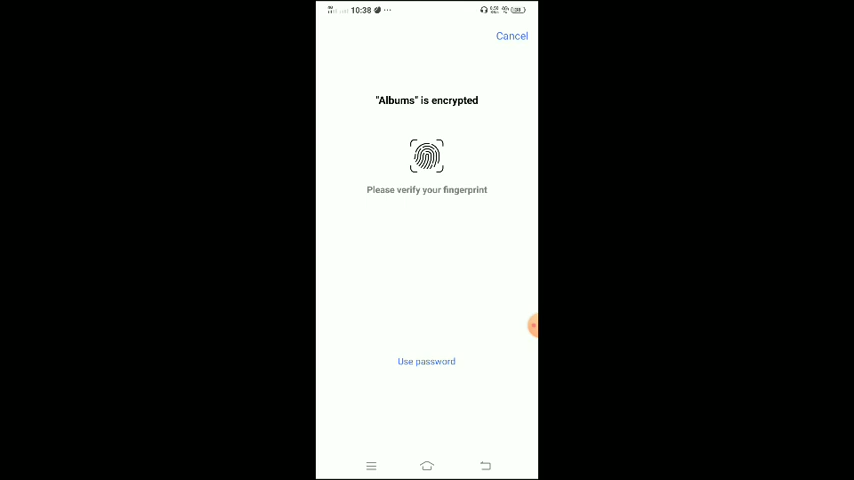 10:38 ...
Cancel
"Albums" is encrypted
Please verify your fingerprint
Use password